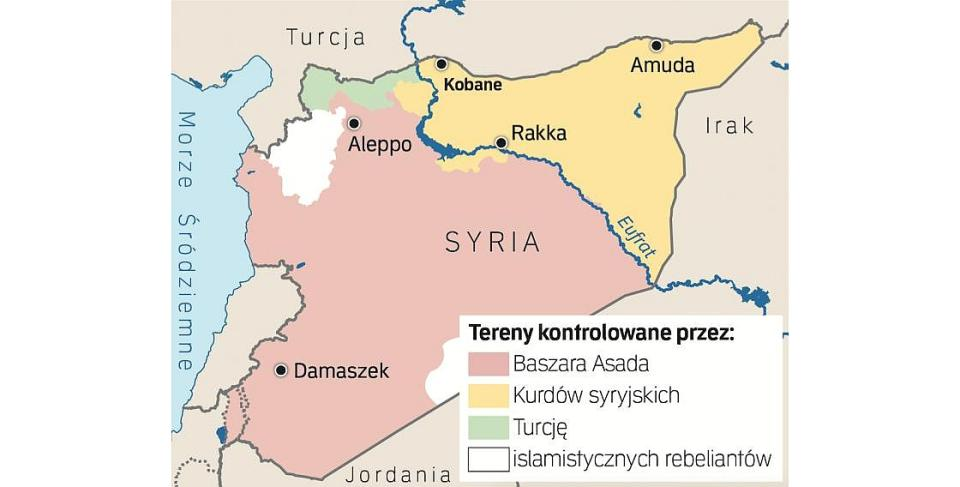 Turcja
Amuda
Kobane
Irak
Rakka
Aleppo
Morze Śródziemne
Eufrat
SYRIA
Damaszek
Jordania
Tereny kontrolowane przez:
Baszara Asada
Kurdów syryjskich
Turcję
islamistycznych rebeliantów